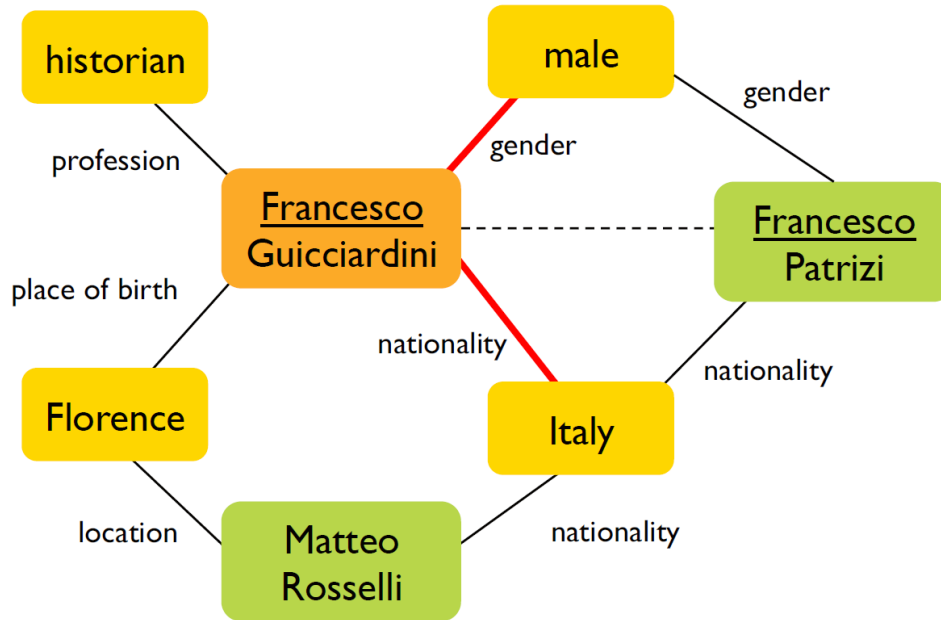 historian
male
gender
gender
profession
Francesco
Guicciardini
Francesco
Patrizi
place of birth
nationality
nationality
Florence
Italy
location
Matteo
Rosselli
nationality